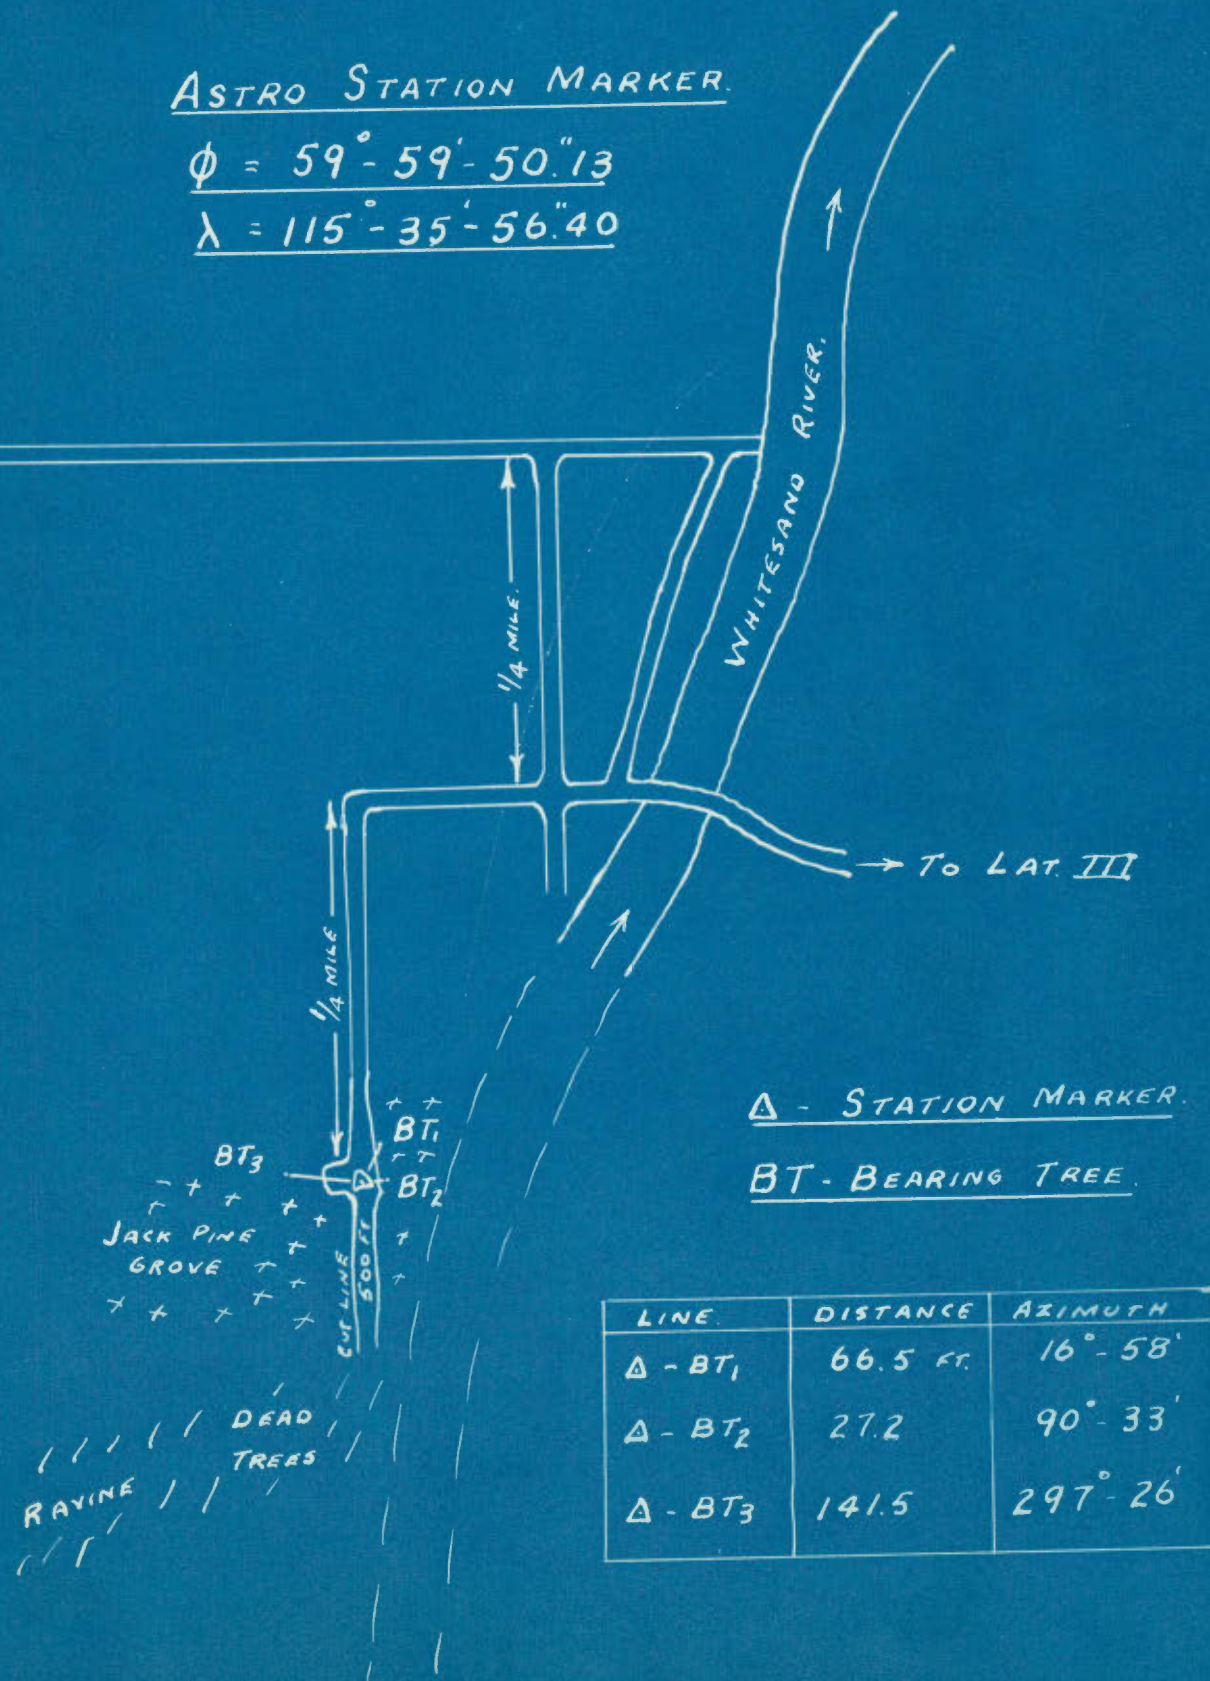 ASTRO STATION MARKER.
φ = 59°-59'-50."13
λ = 115°-35'-56."40
WHITESAND RIVER.
1/4 MILE.
→ TO LAT. III
1/4 MILE
Δ - STATION MARKER.
BT - BEARING TREE.
BT1
BT3
BT2
JACK PINE
GROVE
CUT LINE
500 FT
DEAD
TREES
RAVINE
LINE. DISTANCE AZIMUTH
Δ - BT1 66.5 FT. 16°-58'
Δ - BT2 27.2 90°-33'
Δ - BT3 141.5 297°-26'